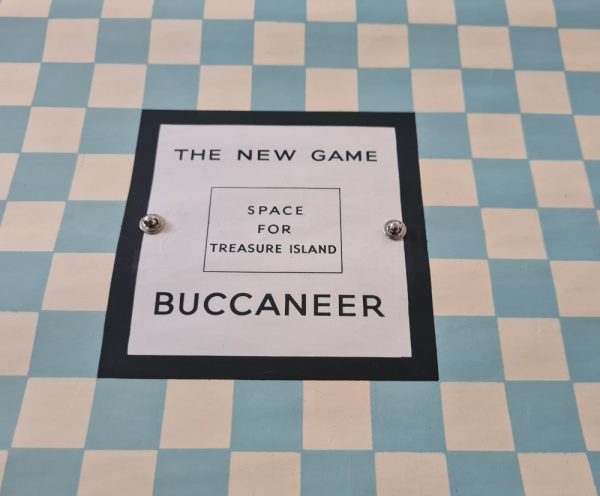 THE NEW GAME
SPACE
FOR
TREASURE ISLAND
BUCCANEER